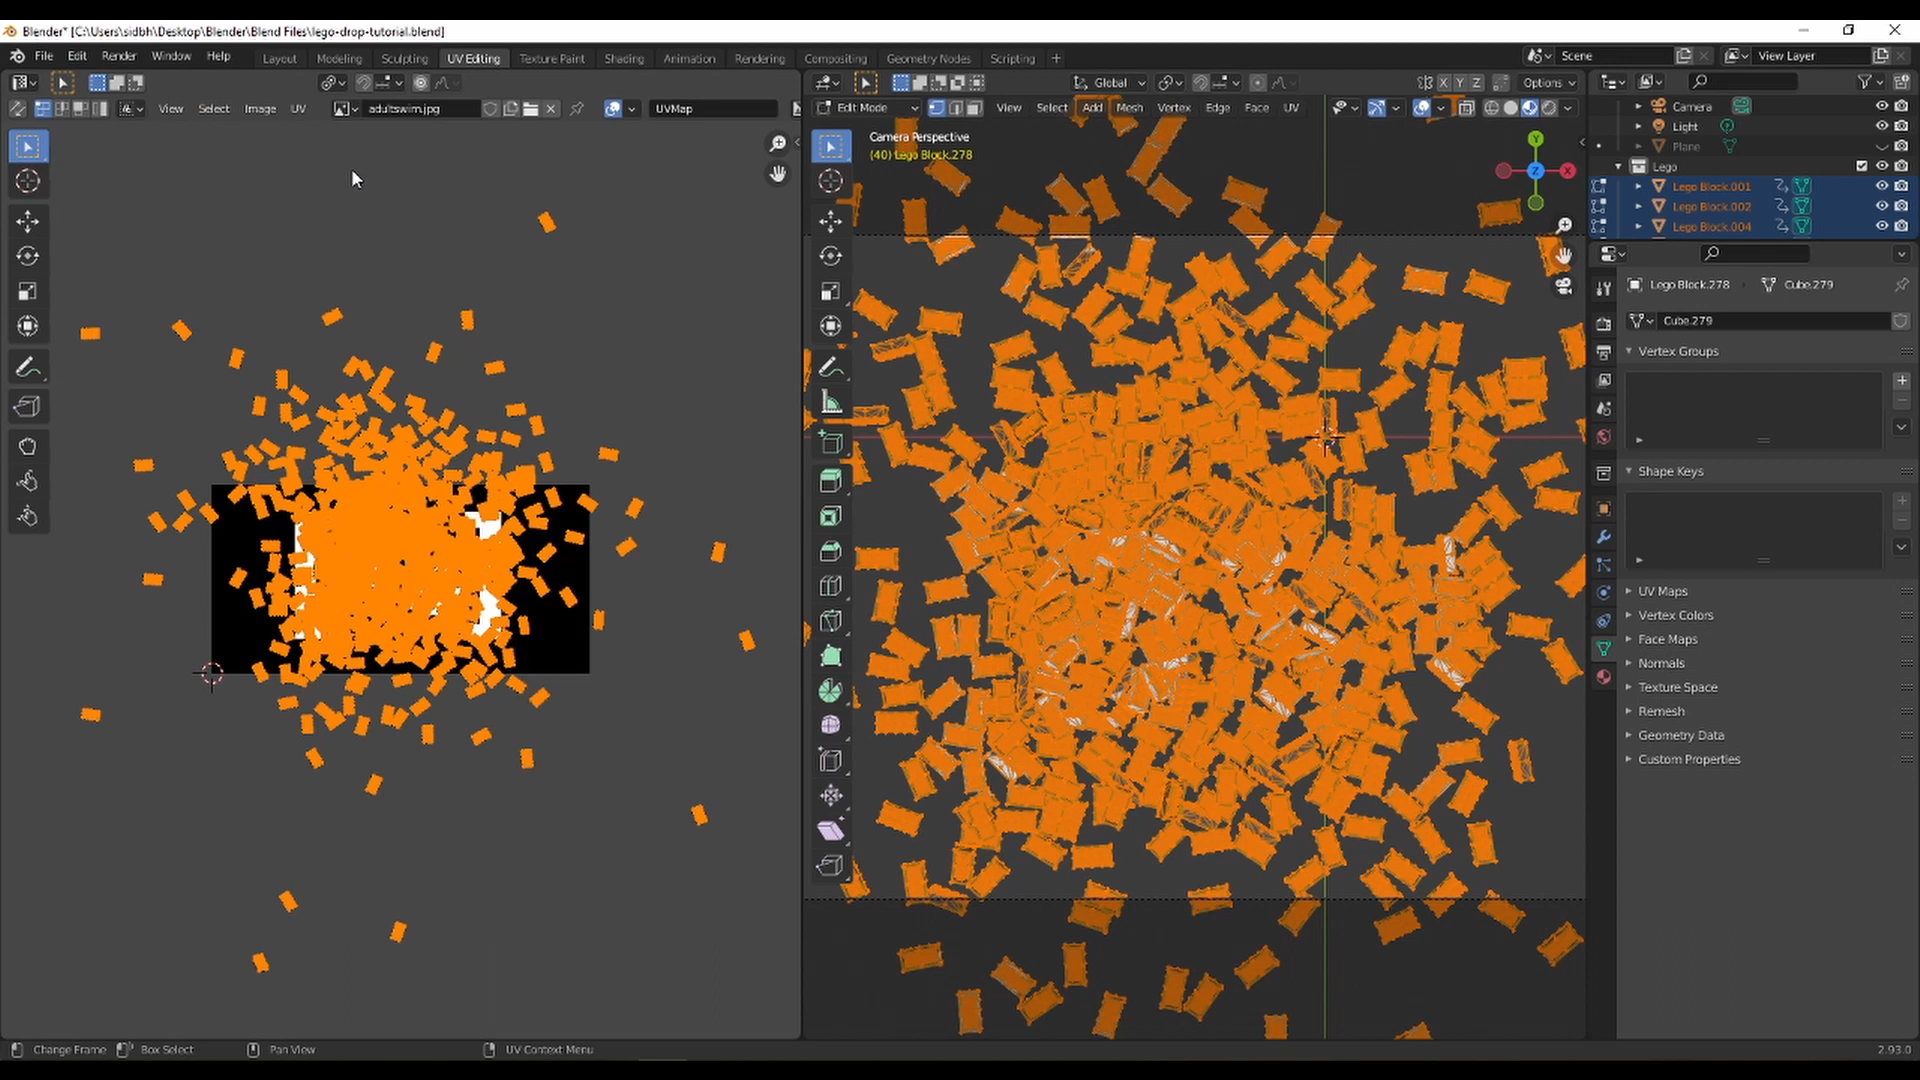 Blender* [C:\Users\sidbh\Desktop\Blender\Blend Files\lego-drop-tutorial.blend]
File Edit Render Window Help Layout Modeling Sculpting UV Editing Texture Paint Shading Animation Rendering Compositing Geometry Nodes Scripting + Scene View Layer
Global X Y Z Options
View Select Image UV adultswim.jpg UVMap Edit Mode View Select Add Mesh Vertex Edge Face UV
Camera Perspective
(40) Lego Block.278
Y
Z
X
Camera
Light
Plane
Lego
Lego Block.001
Lego Block.002
Lego Block.004
Lego Block.278 Cube.279
Cube.279
Vertex Groups
Shape Keys
UV Maps
Vertex Colors
Face Maps
Normals
Texture Space
Remesh
Geometry Data
Custom Properties
Change Frame Box Select Pan View UV Context Menu 2.93.0